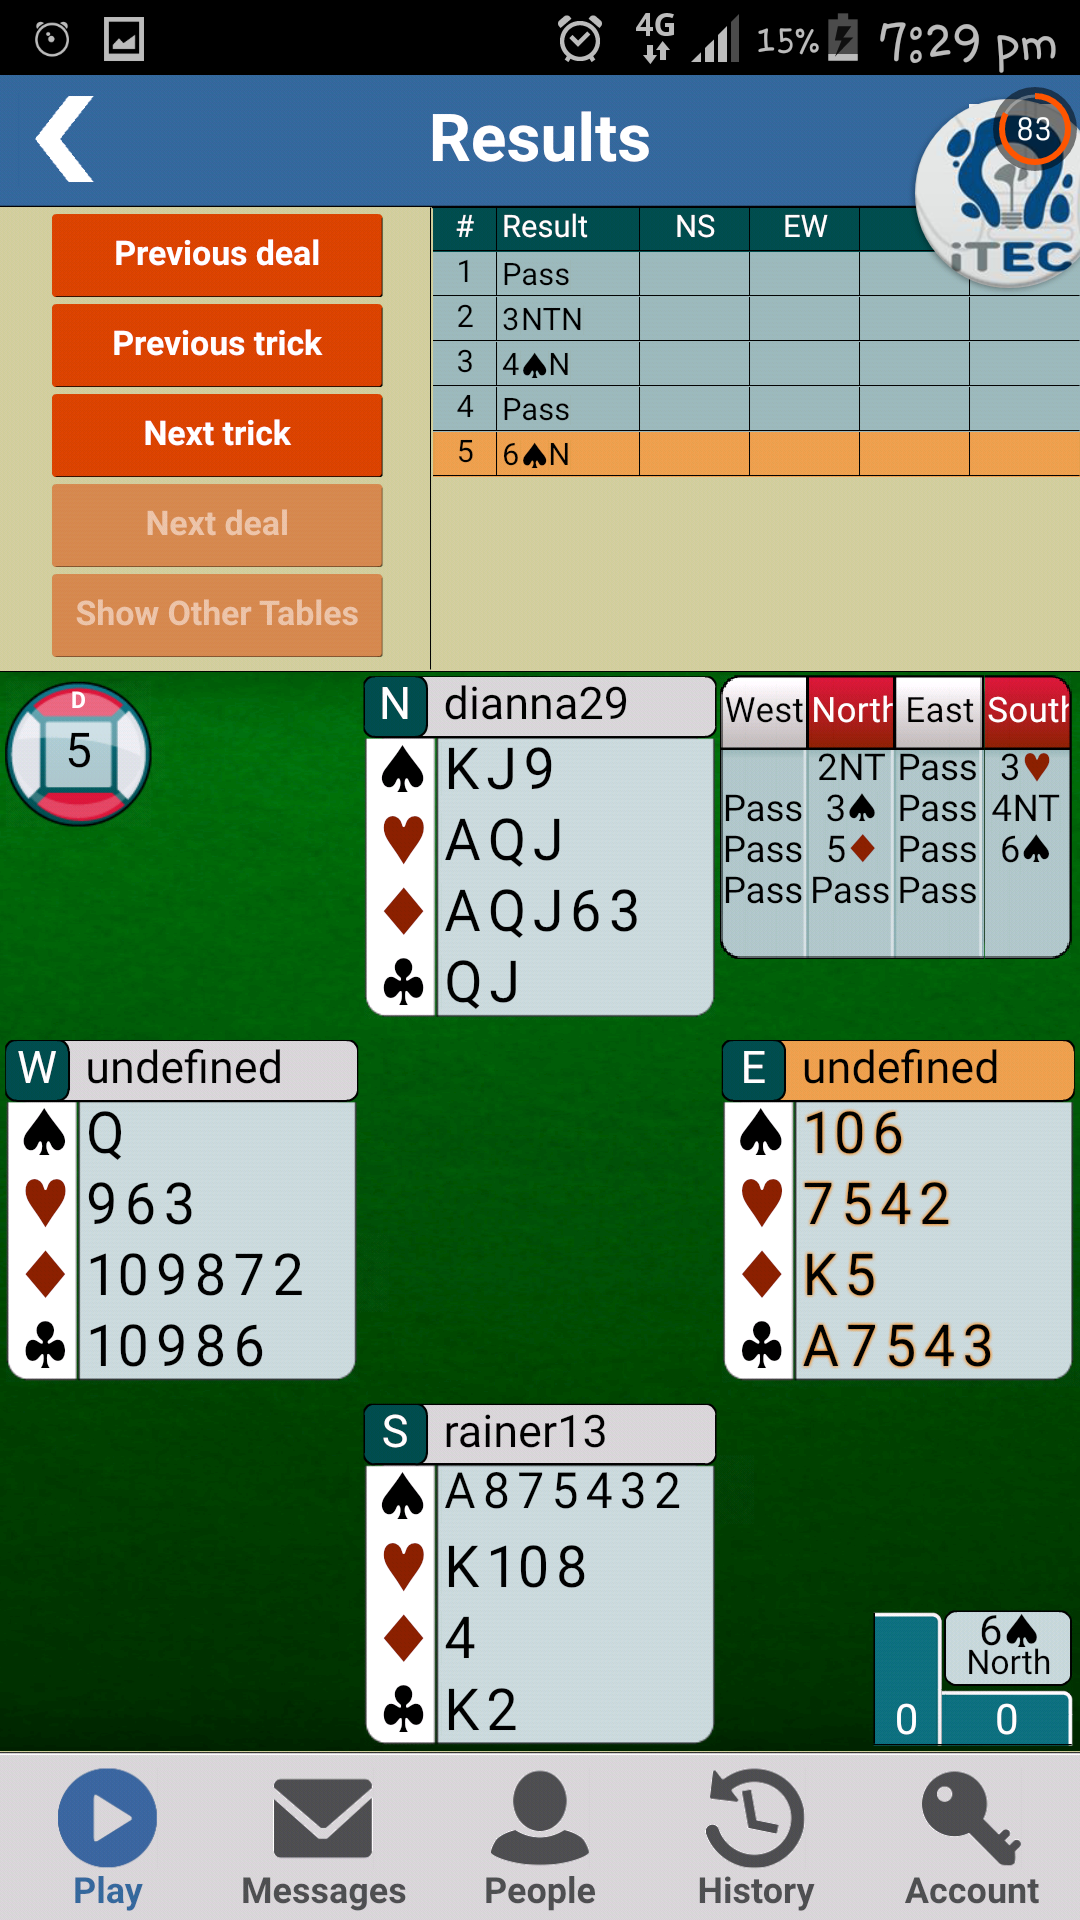 4G 15% 7:29 pm
Results
83
iTEC
Previous deal
Previous trick
Next trick
Next deal
Show Other Tables
# Result NS EW
1 Pass
2 3NTN
3 4♠N
4 Pass
5 6♠N
D
5
N dianna29
♠ KJ9
♥ AQJ
♦ AQJ63
♣ QJ
West North East South
2NT Pass 3♥
Pass 3♠ Pass 4NT
Pass 5♦ Pass 6♠
Pass Pass Pass
W undefined
♠ Q
♥ 963
♦ 109872
♣ 10986
E undefined
♠ 106
♥ 7542
♦ K5
♣ A7543
S rainer13
♠ A875432
♥ K108
♦ 4
♣ K2
6♠
North
0 0
Play Messages People History Account